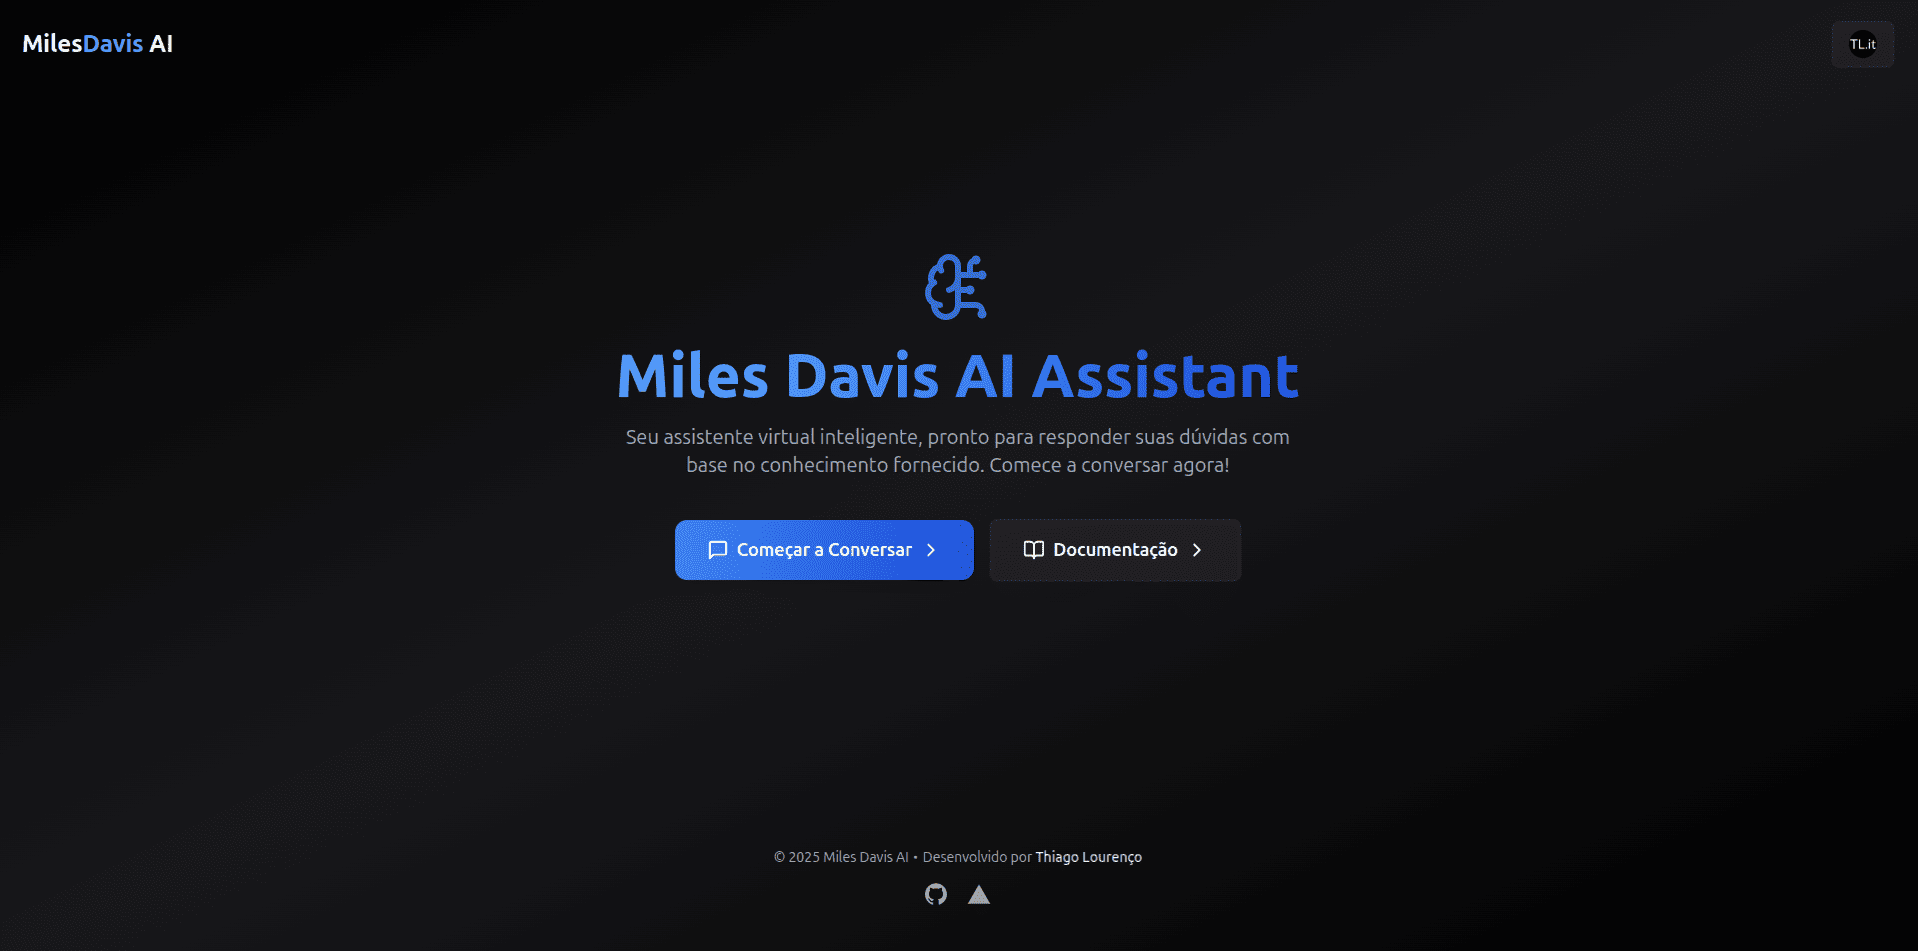 MilesDavis AI
TL.it
Miles Davis AI Assistant
Seu assistente virtual inteligente, pronto para responder suas dúvidas com
base no conhecimento fornecido. Comece a conversar agora!
Começar a Conversar
Documentação
© 2025 Miles Davis AI • Desenvolvido por Thiago Lourenço